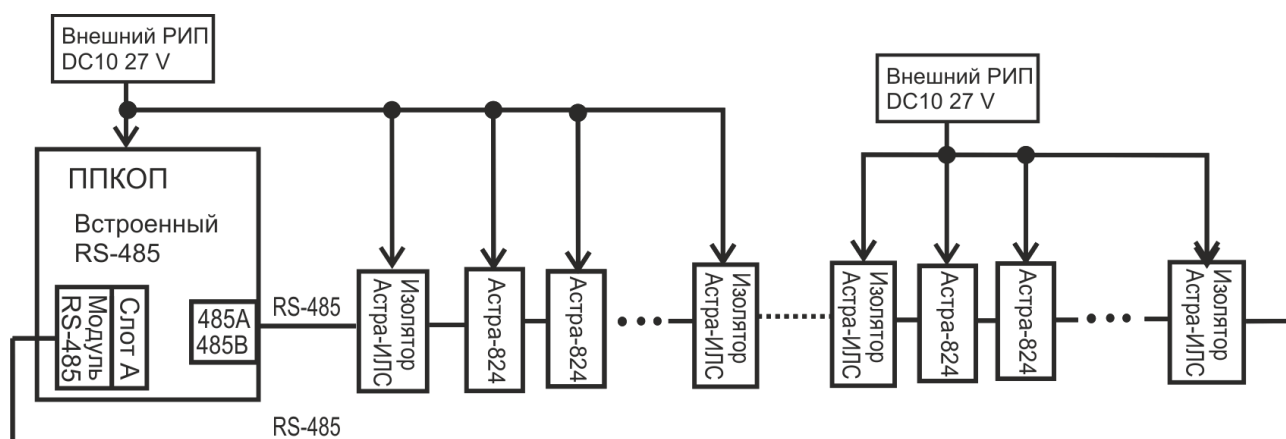 Внешний РИП
DC10 27 V
Внешний РИП
DC10 27 V
ППКОП
Встроенный
RS-485
Слот А
Модуль
RS-485
485A
485B
RS-485
Изолятор
Астра-ИЛС
Астра-824
Астра-824
Изолятор
Астра-ИЛС
Изолятор
Астра-ИЛС
Астра-824
Астра-824
Изолятор
Астра-ИЛС
RS-485